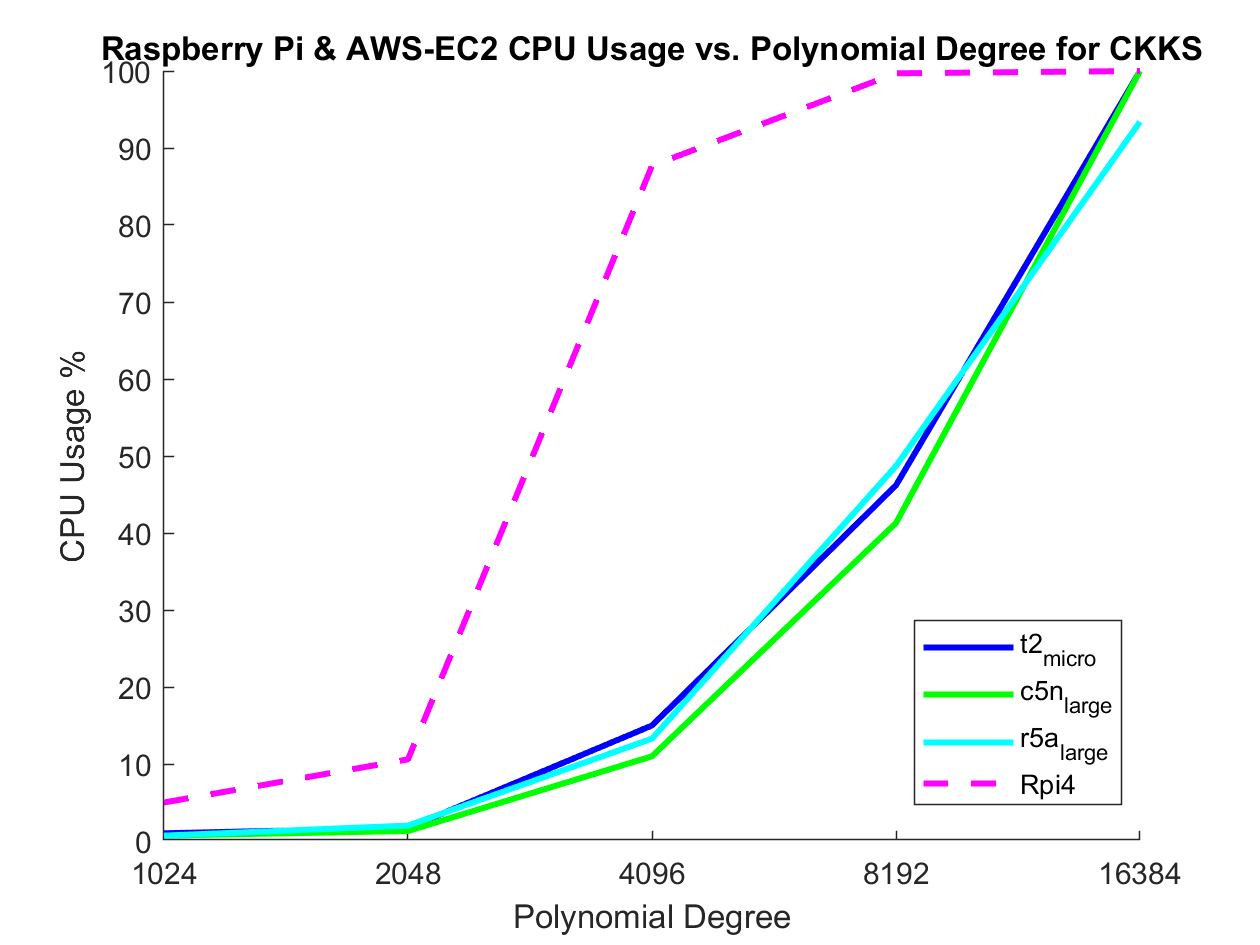 Raspberry Pi & AWS-EC2 CPU Usage vs. Polynomial Degree for CKKS
100
90
80
70
60
50
40
30
20
10
0
CPU Usage %
1024 2048 4096 8192 16384
Polynomial Degree
t2micro
c5nlarge
r5alarge
Rpi4